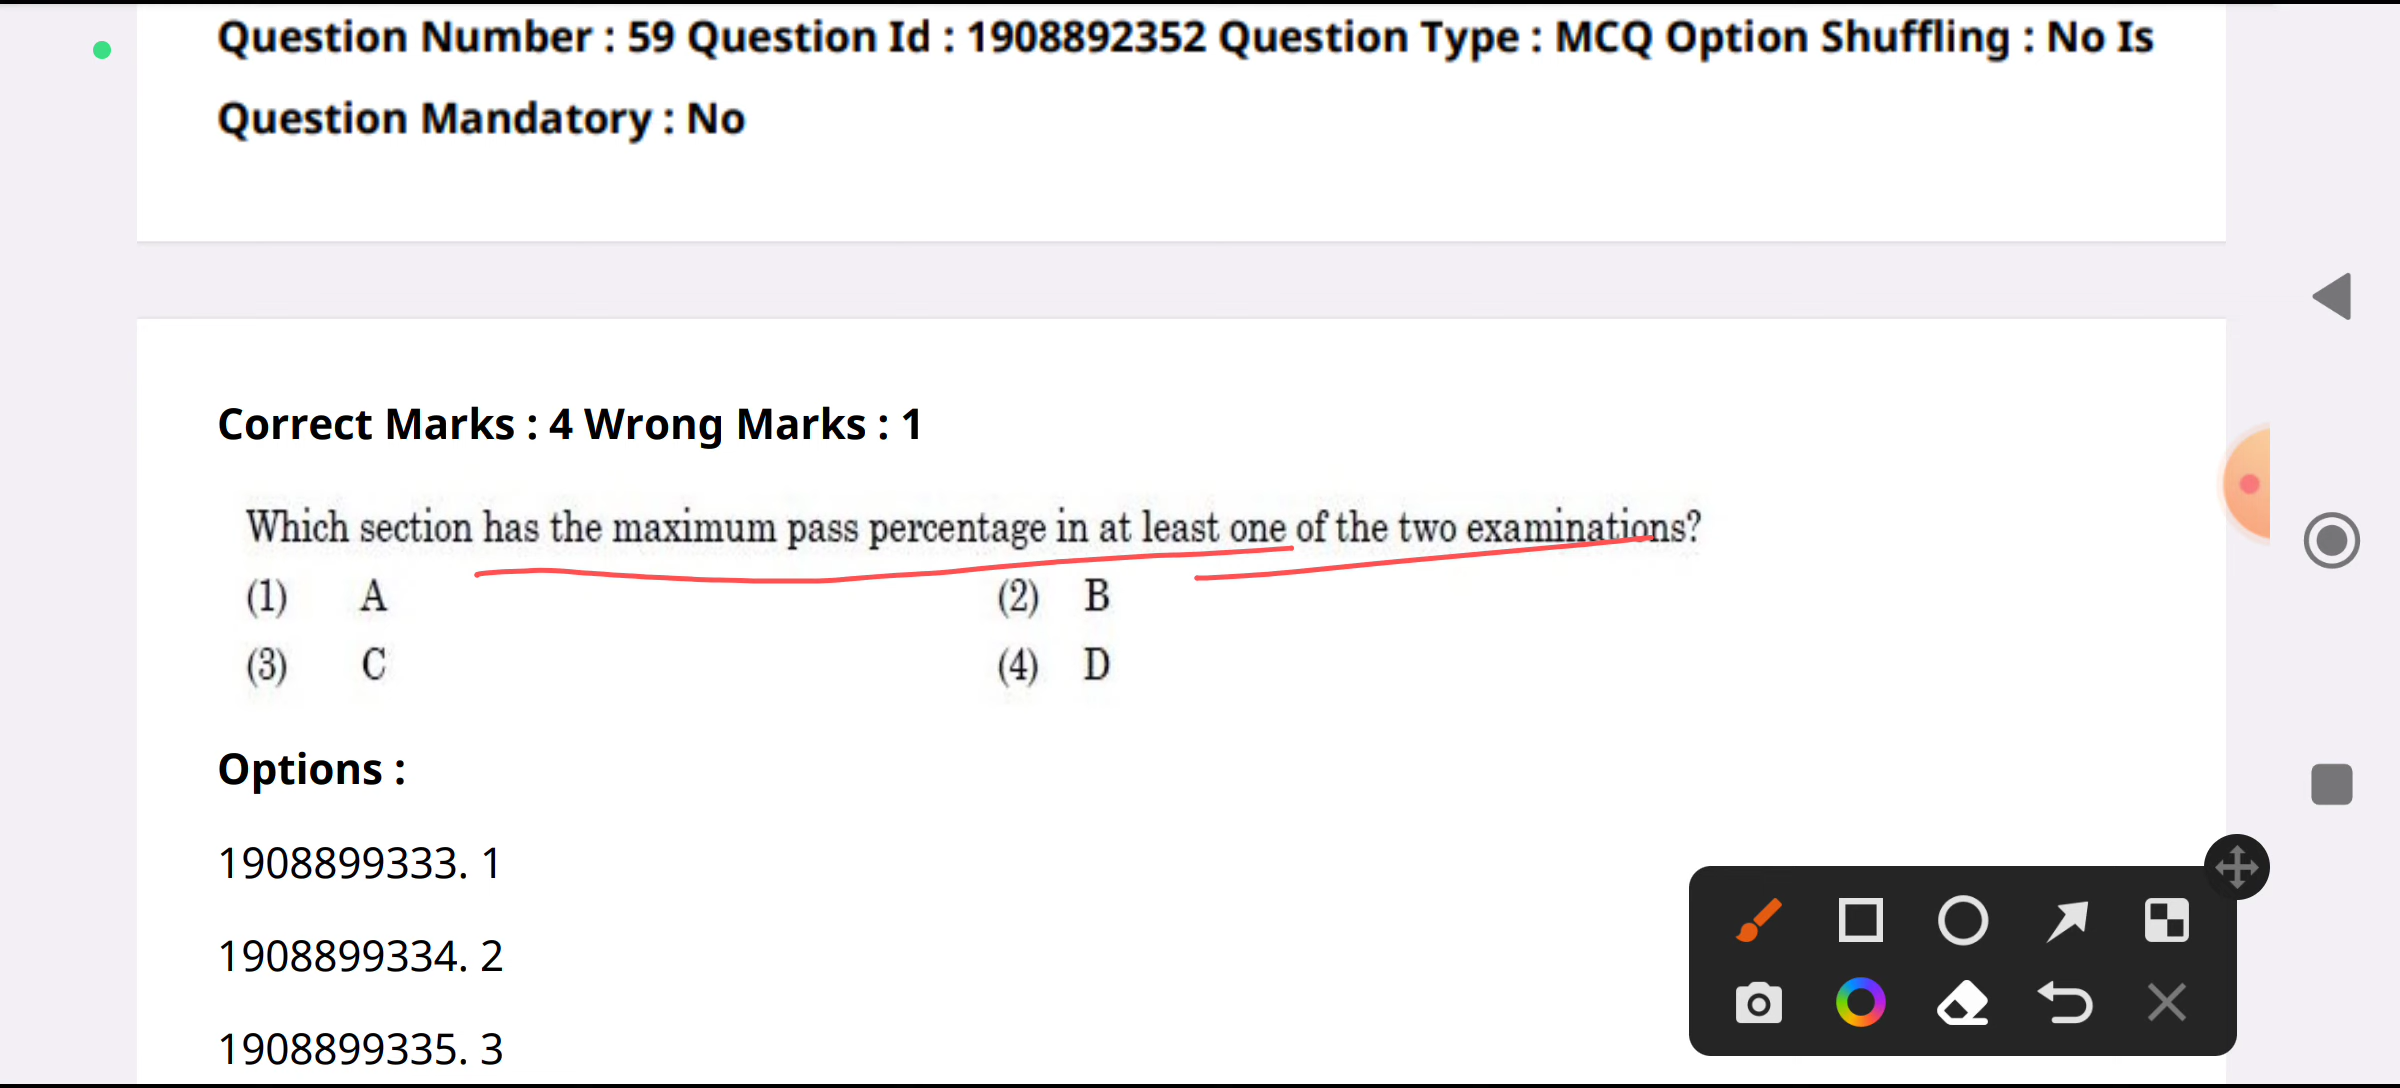 Question Number : 59 Question Id : 1908892352 Question Type : MCQ Option Shuffling : No Is
Question Mandatory : No
Correct Marks : 4 Wrong Marks : 1
Which section has the maximum pass percentage in at least one of the two examinations?
(1) A (2) B
(3) C (4) D
Options :
1908899333. 1
1908899334. 2
1908899335. 3